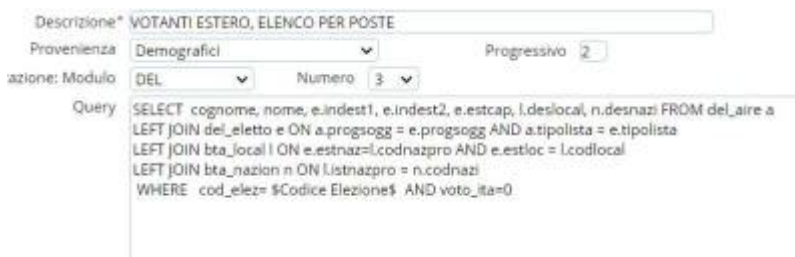 Descrizione* VOTANTI ESTERO, ELENCO PER POSTE
Provenienza Demografici Progressivo 2
azione: Modulo DEL Numero 3
Query SELECT cognome, nome, e.indest1, e.indest2, e.estcap, l.deslocal, n.desnazi FROM del_aire a
LEFT JOIN del_eletto e ON a.progsogg = e.progsogg AND a.tipolista = e.tipolista
LEFT JOIN bta_local l ON e.estnaz=l.codnazpro AND e.estloc = l.codlocal
LEFT JOIN bta_nazion n ON l.istnazpro = n.codnazi
WHERE cod_elez= $Codice Elezione$ AND voto_ita=0